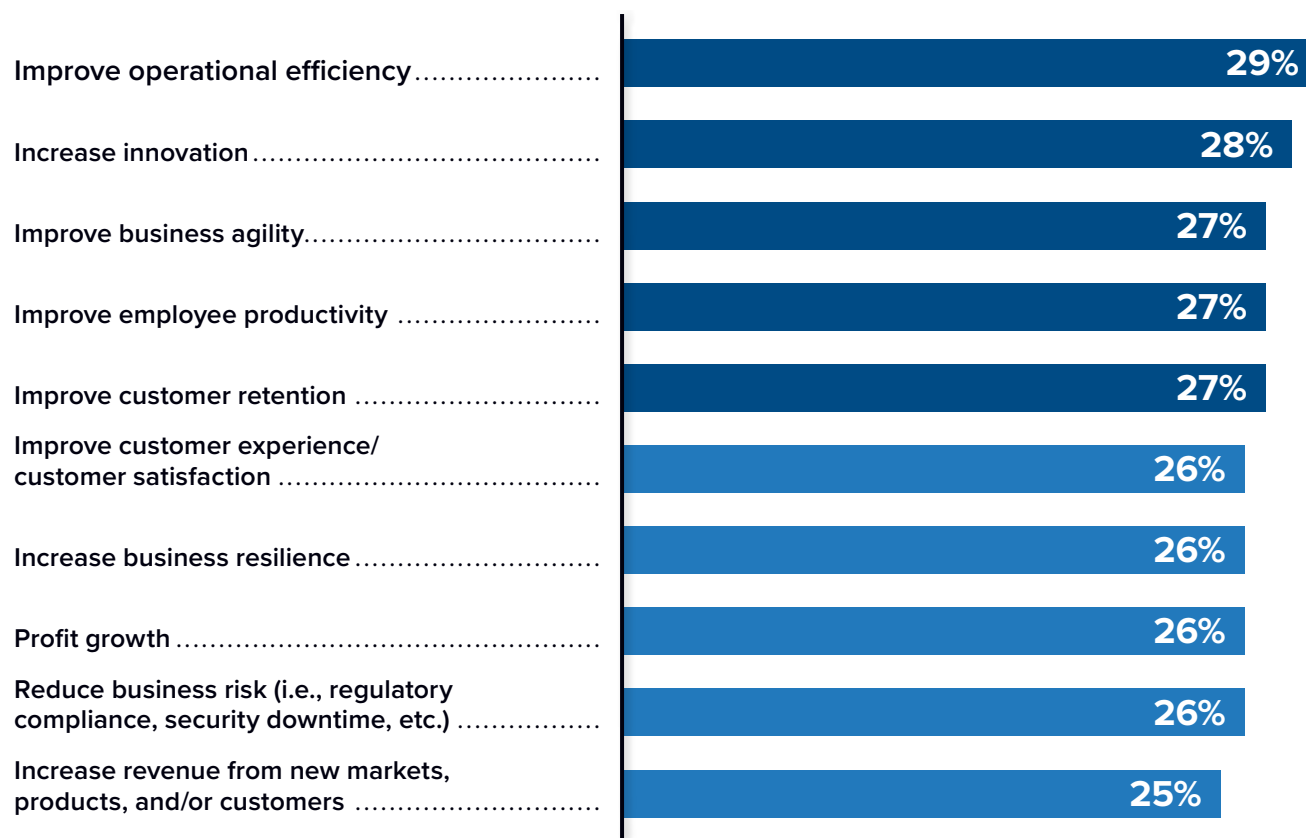 Improve operational efficiency...................... 29%
Increase innovation......................................... 28%
Improve business agility................................... 27%
Improve employee productivity ........................ 27%
Improve customer retention ............................. 27%
Improve customer experience/
customer satisfaction ...................................... 26%
Increase business resilience............................. 26%
Profit growth.................................................. 26%
Reduce business risk (i.e., regulatory
compliance, security downtime, etc.) ................. 26%
Increase revenue from new markets,
products, and/or customers ............................. 25%